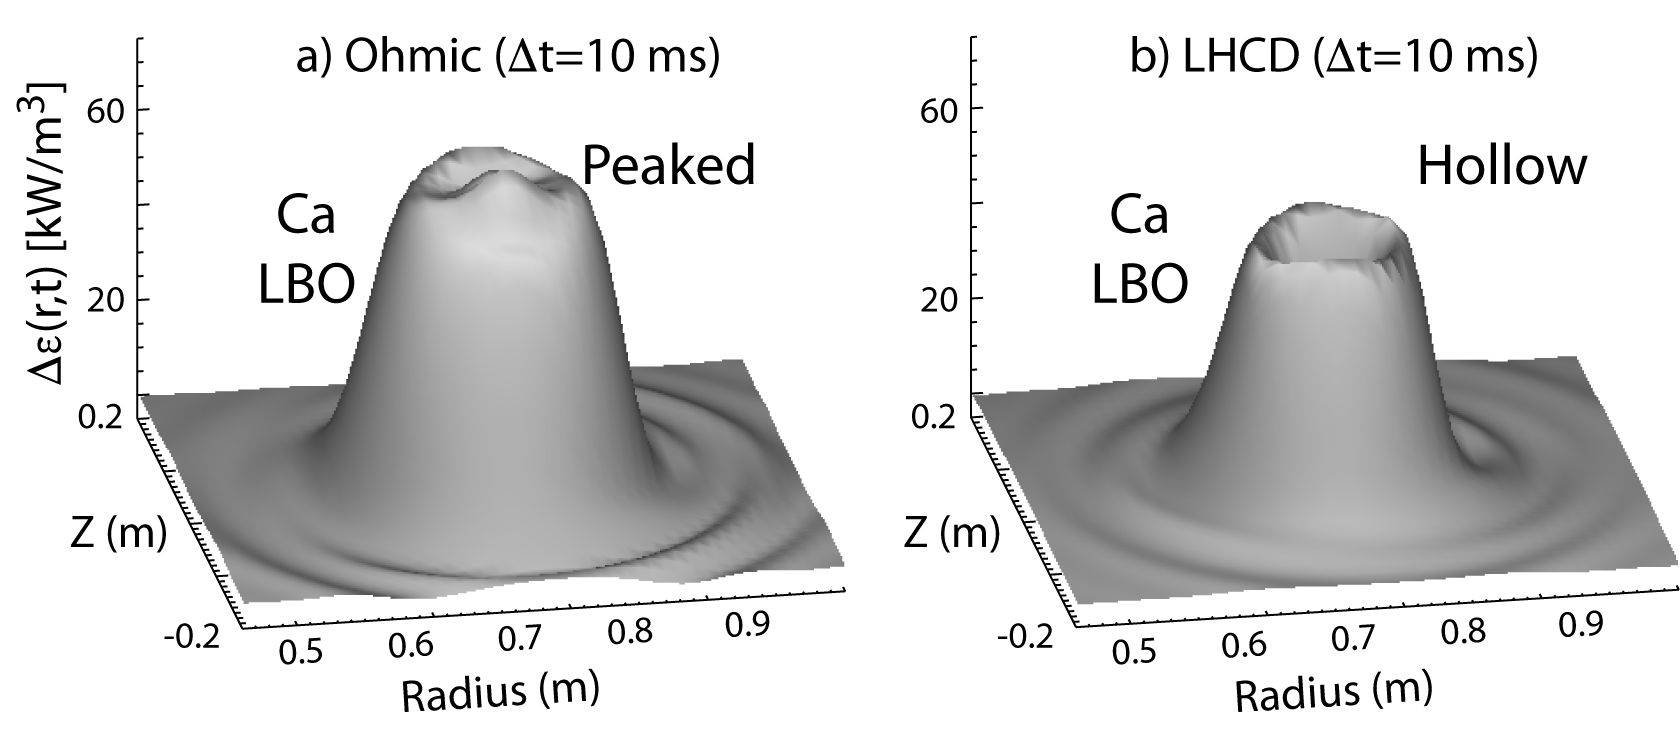 a) Ohmic (Δt=10 ms)
60
Peaked
Ca
LBO
20
Δε(r,t) [kW/m³]
0.2
Z (m)
-0.2
0.5
0.6
0.7
0.8
0.9
Radius (m)
b) LHCD (Δt=10 ms)
60
Hollow
Ca
LBO
20
0.2
Z (m)
-0.2
0.5
0.6
0.7
0.8
0.9
Radius (m)